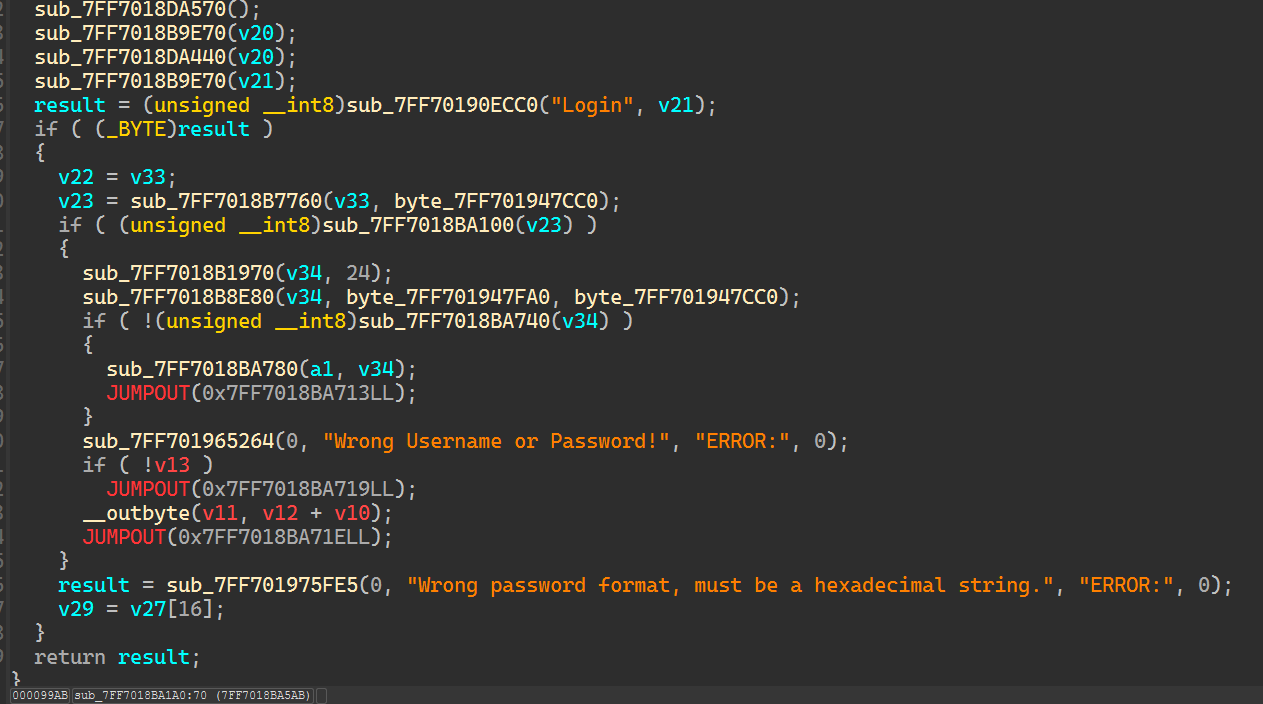 sub_7FF7018DA570();
sub_7FF7018B9E70(v20);
sub_7FF7018DA440(v20);
sub_7FF7018B9E70(v21);
result = (unsigned __int8)sub_7FF70190ECC0("Login", v21);
if ( (_BYTE)result )
{
v22 = v33;
v23 = sub_7FF7018B7760(v33, byte_7FF701947CC0);
if ( (unsigned __int8)sub_7FF7018BA100(v23) )
{
sub_7FF7018B1970(v34, 24);
sub_7FF7018B8E80(v34, byte_7FF701947FA0, byte_7FF701947CC0);
if ( !(unsigned __int8)sub_7FF7018BA740(v34) )
{
sub_7FF7018BA780(a1, v34);
JUMPOUT(0x7FF7018BA713LL);
}
sub_7FF701965264(0, "Wrong Username or Password!", "ERROR:", 0);
if ( !v13 )
JUMPOUT(0x7FF7018BA719LL);
__outbyte(v11, v12 + v10);
JUMPOUT(0x7FF7018BA71ELL);
}
result = sub_7FF701975FE5(0, "Wrong password format, must be a hexadecimal string.", "ERROR:", 0);
v29 = v27[16];
}
return result;
}
000099AB sub_7FF7018BA1A0:70 (7FF7018BA5AB)